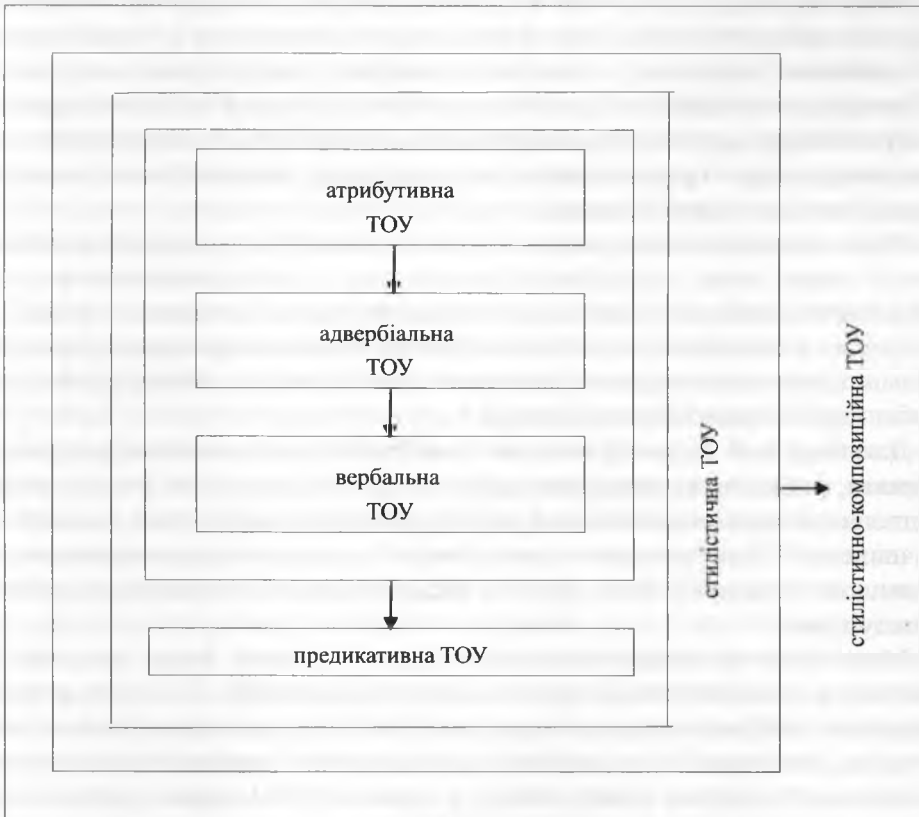 атрибутивна
ТОУ
адвербіальна
ТОУ
вербальна
ТОУ
предикативна ТОУ
стилістична ТОУ
стилістично-композиційна ТОУ